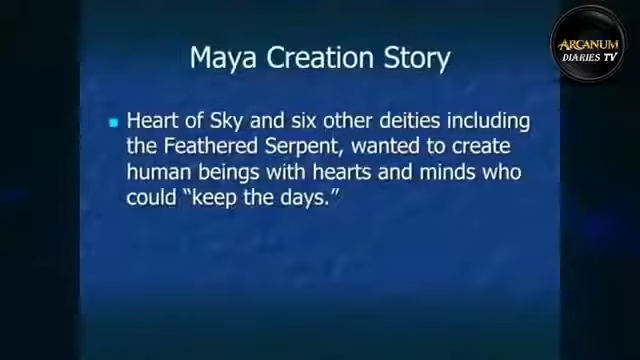 Maya Creation Story
ARCANUM
DIARIES TV
Heart of Sky and six other deities including
the Feathered Serpent, wanted to create
human beings with hearts and minds who
could “keep the days.”